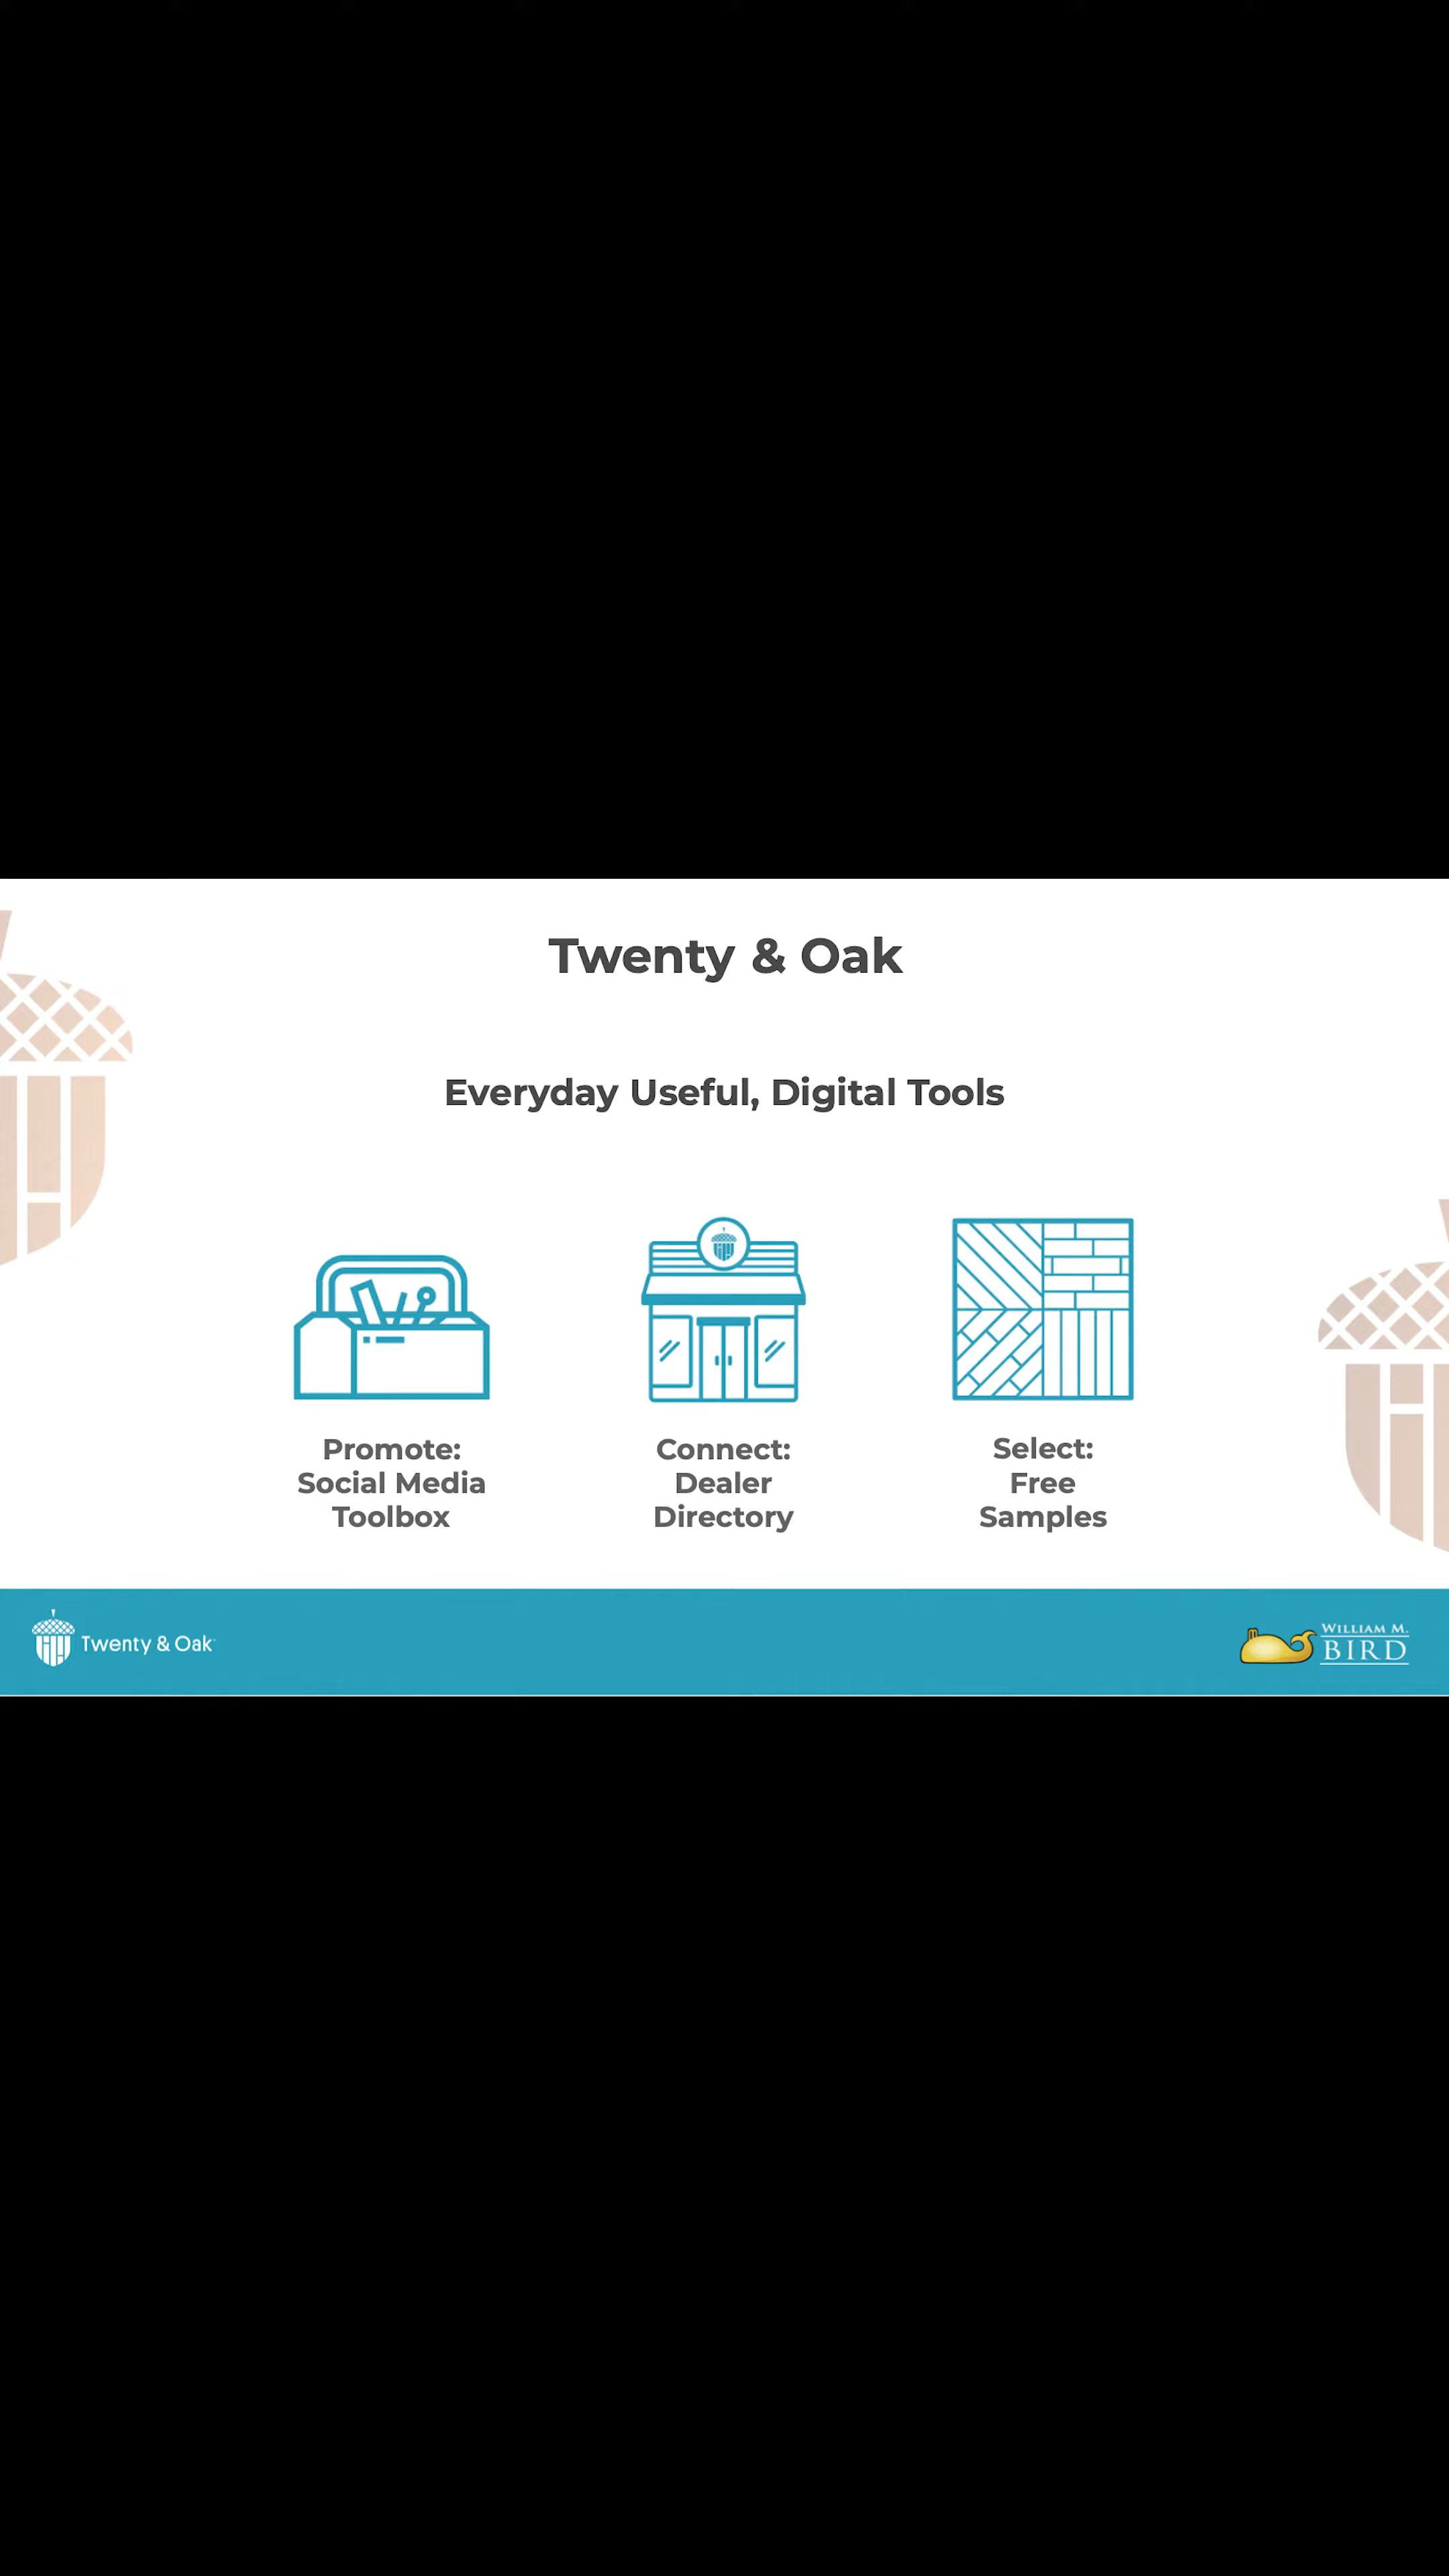 Twenty & Oak
Everyday Useful, Digital Tools
Promote:
Social Media
Toolbox
Connect:
Dealer
Directory
Select:
Free
Samples
Twenty & Oak
WILLIAM M.
BIRD